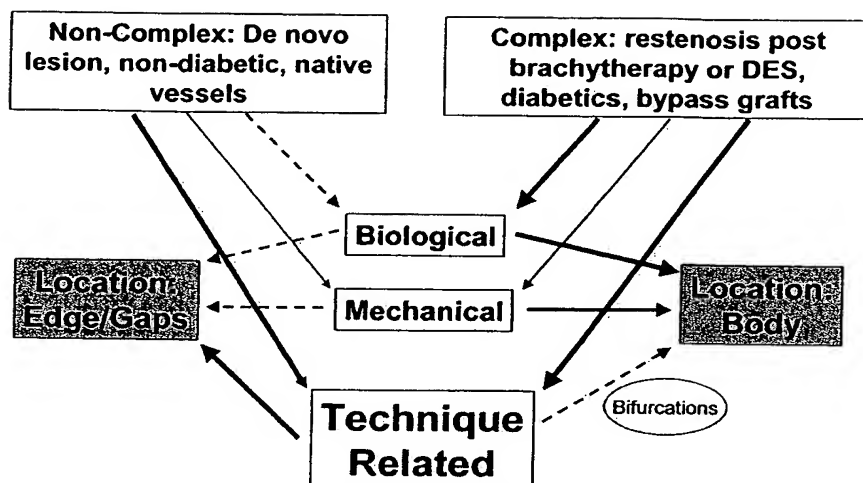 Non-Complex: De novo
lesion, non-diabetic, native
vessels
Complex: restenosis post
brachytherapy or DES,
diabetics, bypass grafts
Biological
Location:
Edge/Gaps
Mechanical
Location:
Body
Technique
Related
Bifurcations